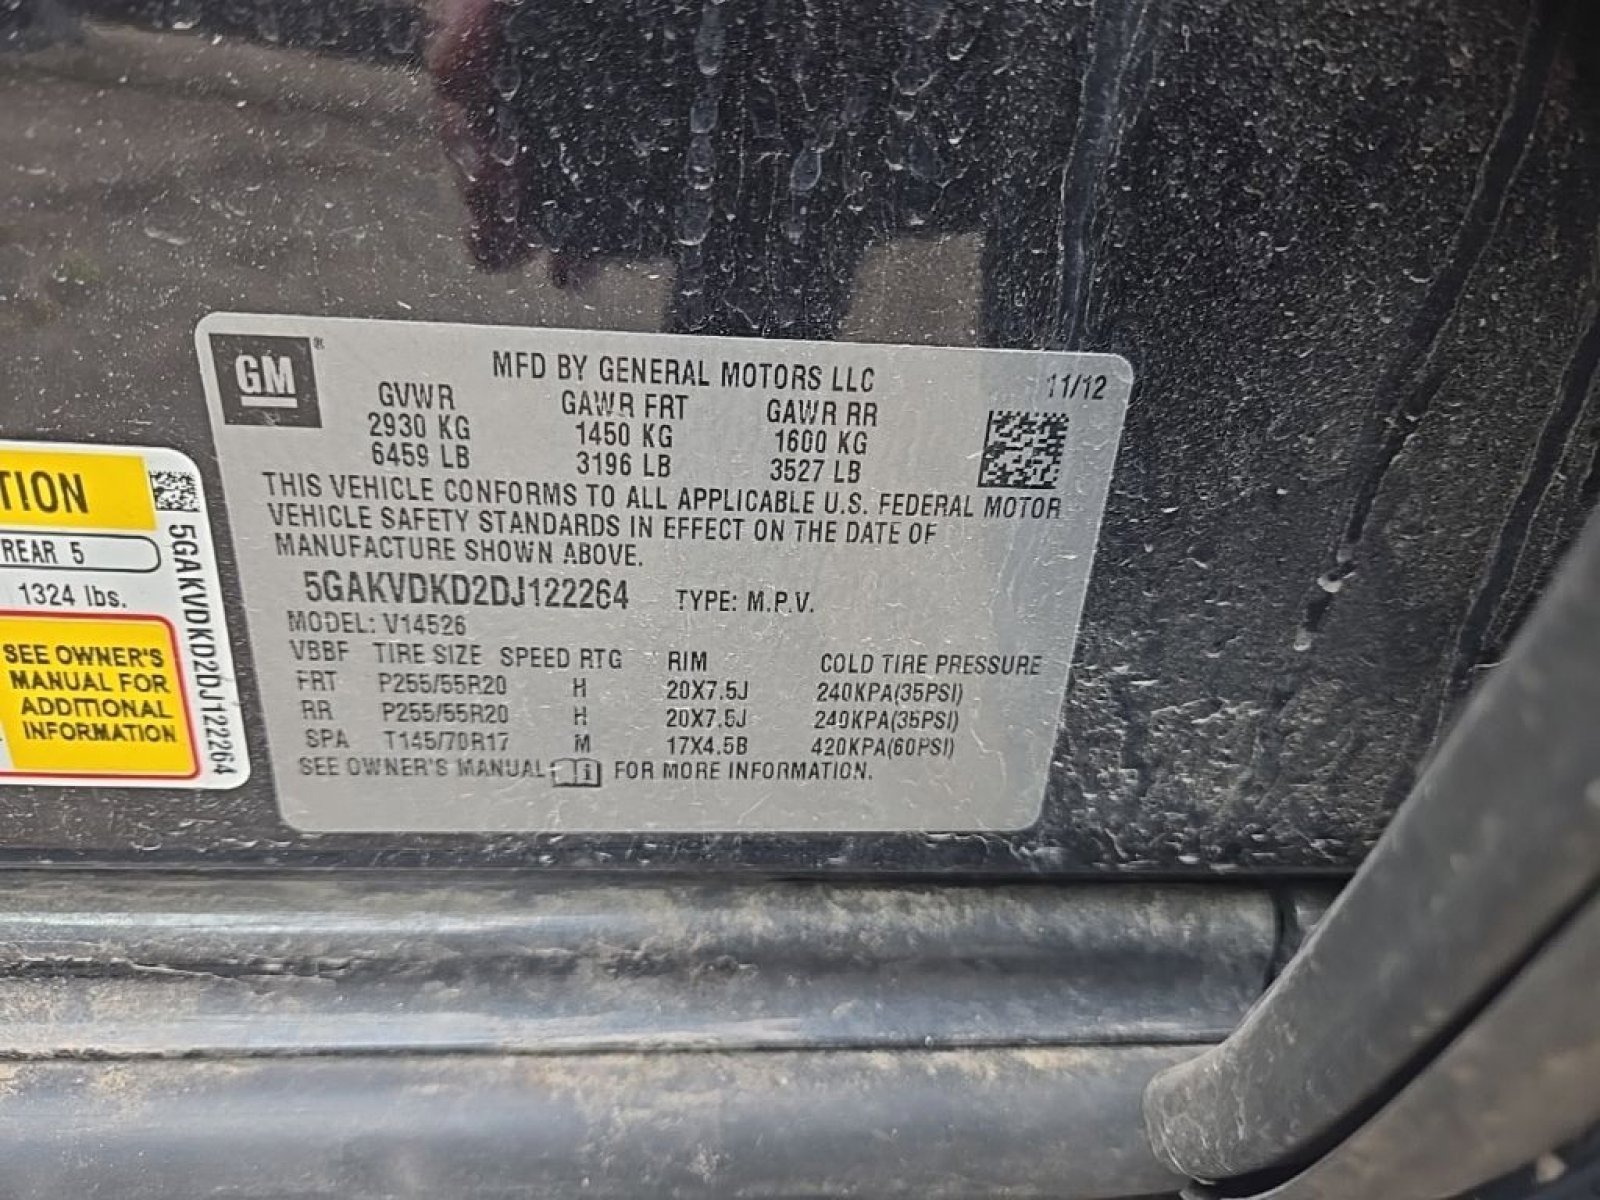 GM®
MFD BY GENERAL MOTORS LLC
11/12
GVWR GAWR FRT GAWR RR
2930 KG 1450 KG 1600 KG
6459 LB 3196 LB 3527 LB
THIS VEHICLE CONFORMS TO ALL APPLICABLE U.S. FEDERAL MOTOR
VEHICLE SAFETY STANDARDS IN EFFECT ON THE DATE OF
MANUFACTURE SHOWN ABOVE.
5GAKVDKD2DJ122264 TYPE: M.P.V.
MODEL: V14526
VBBF TIRE SIZE SPEED RTG RIM COLD TIRE PRESSURE
FRT P255/55R20 H 20X7.5J 240KPA(35PSI)
RR P255/55R20 H 20X7.5J 240KPA(35PSI)
SPA T145/70R17 M 17X4.5B 420KPA(60PSI)
SEE OWNER'S MANUAL i FOR MORE INFORMATION.
TION
REAR 5
1324 lbs.
SEE OWNER'S
MANUAL FOR
ADDITIONAL
INFORMATION
5GAKVDKD2DJ122264